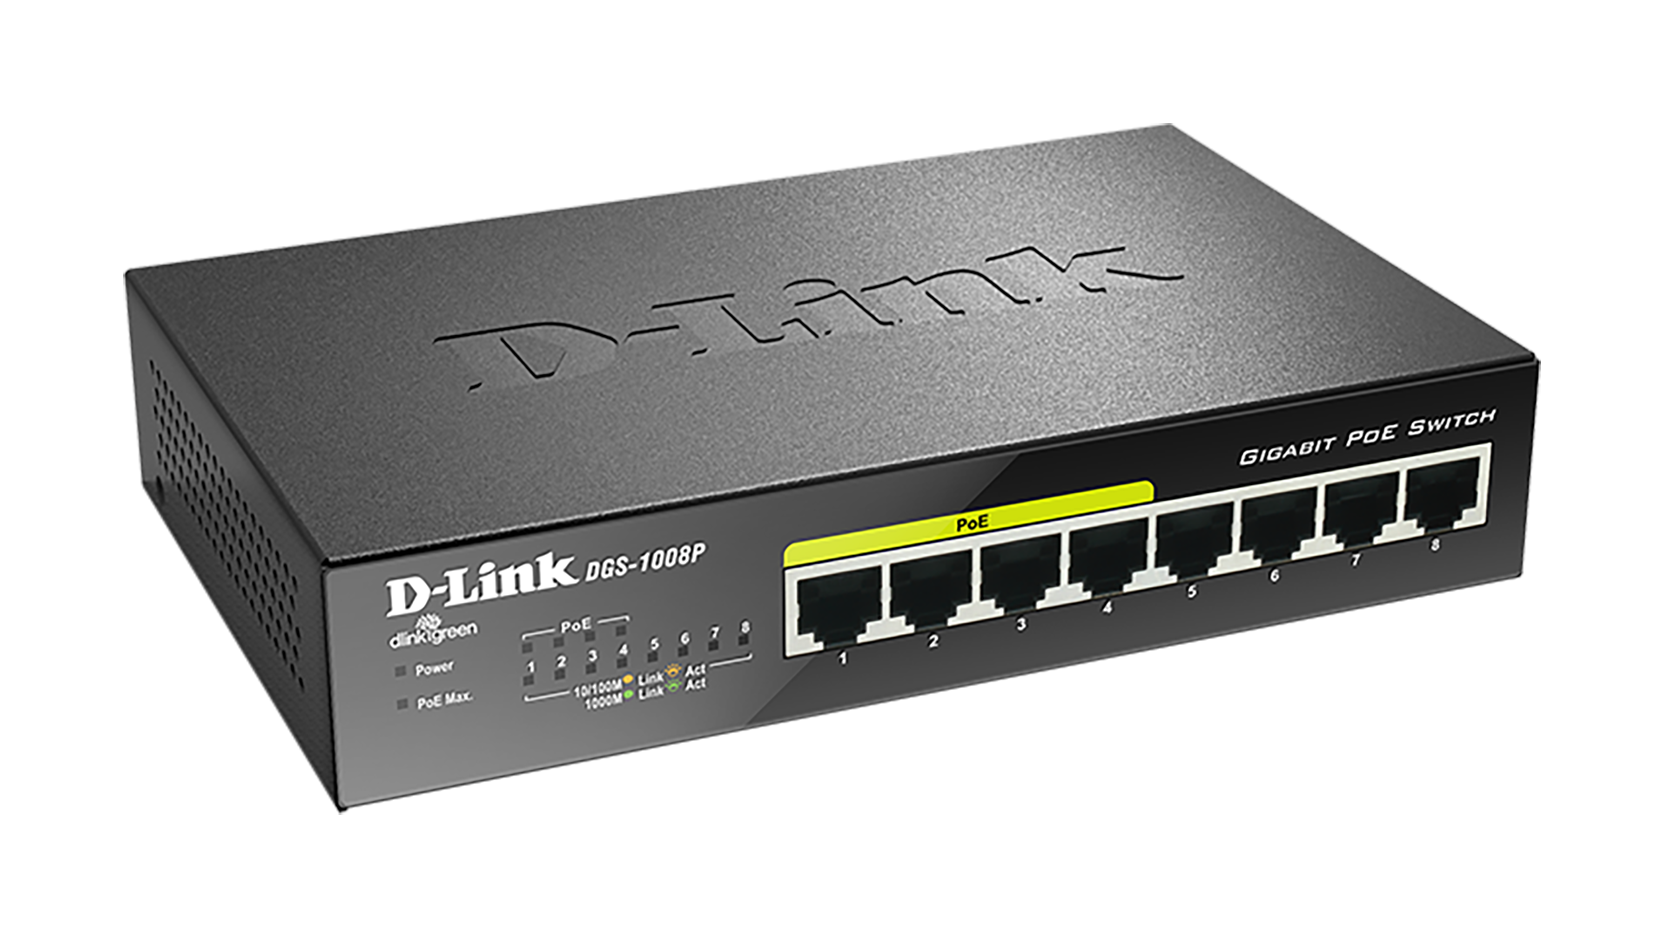 D-Link
GIGABIT POE SWITCH
PoE
D-Link DGS-1008P
dlinkgreen
PoE
1 2 3 4 5 6 7 8
Power
10/100M Link Act
PoE Max.
1000M Link Act
1 2 3 4 5 6 7 8